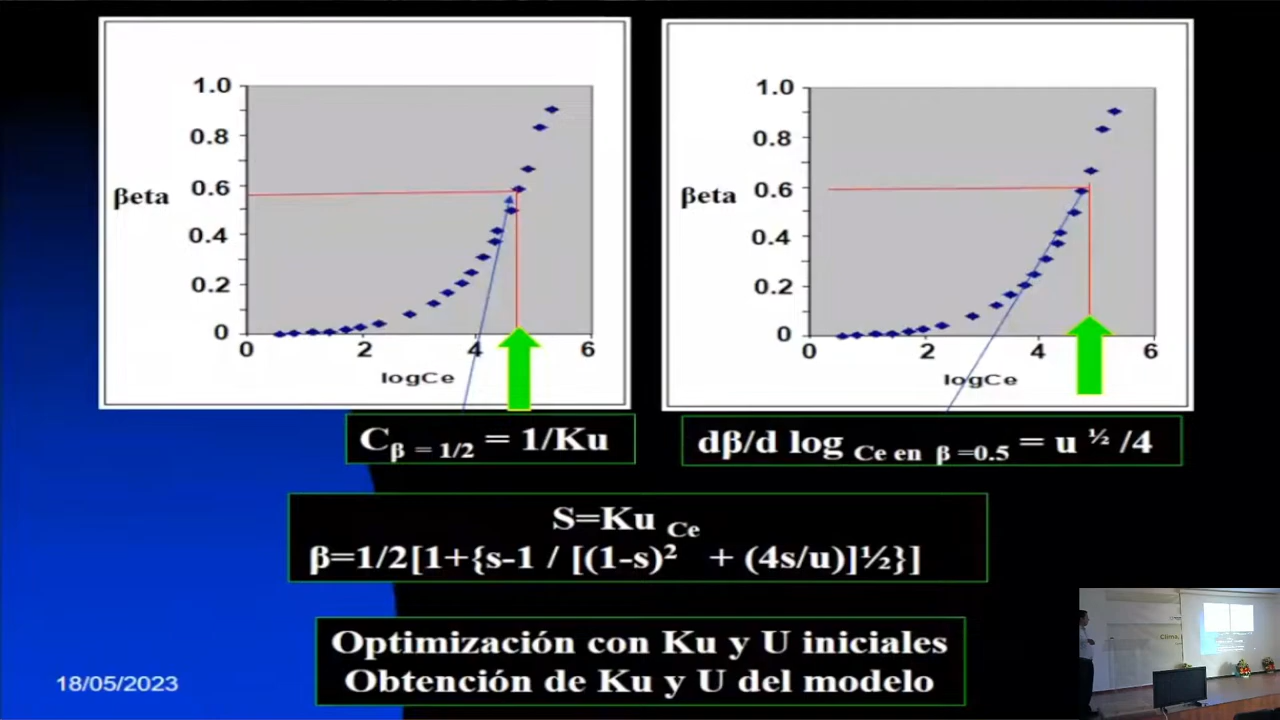 1.0
0.8
βeta 0.6
0.4
0.2
0
0 2 4 6
logCe
1.0
0.8
βeta 0.6
0.4
0.2
0
0 2 4 6
logCe
C β = 1/2 = 1/Ku
dβ/d log Ce en β =0.5 = u ½ /4
S=Ku Ce
β=1/2[1+{s-1 / [(1-s)² + (4s/u)]½}]
Optimización con Ku y U iniciales
Obtención de Ku y U del modelo
18/05/2023
Clima,